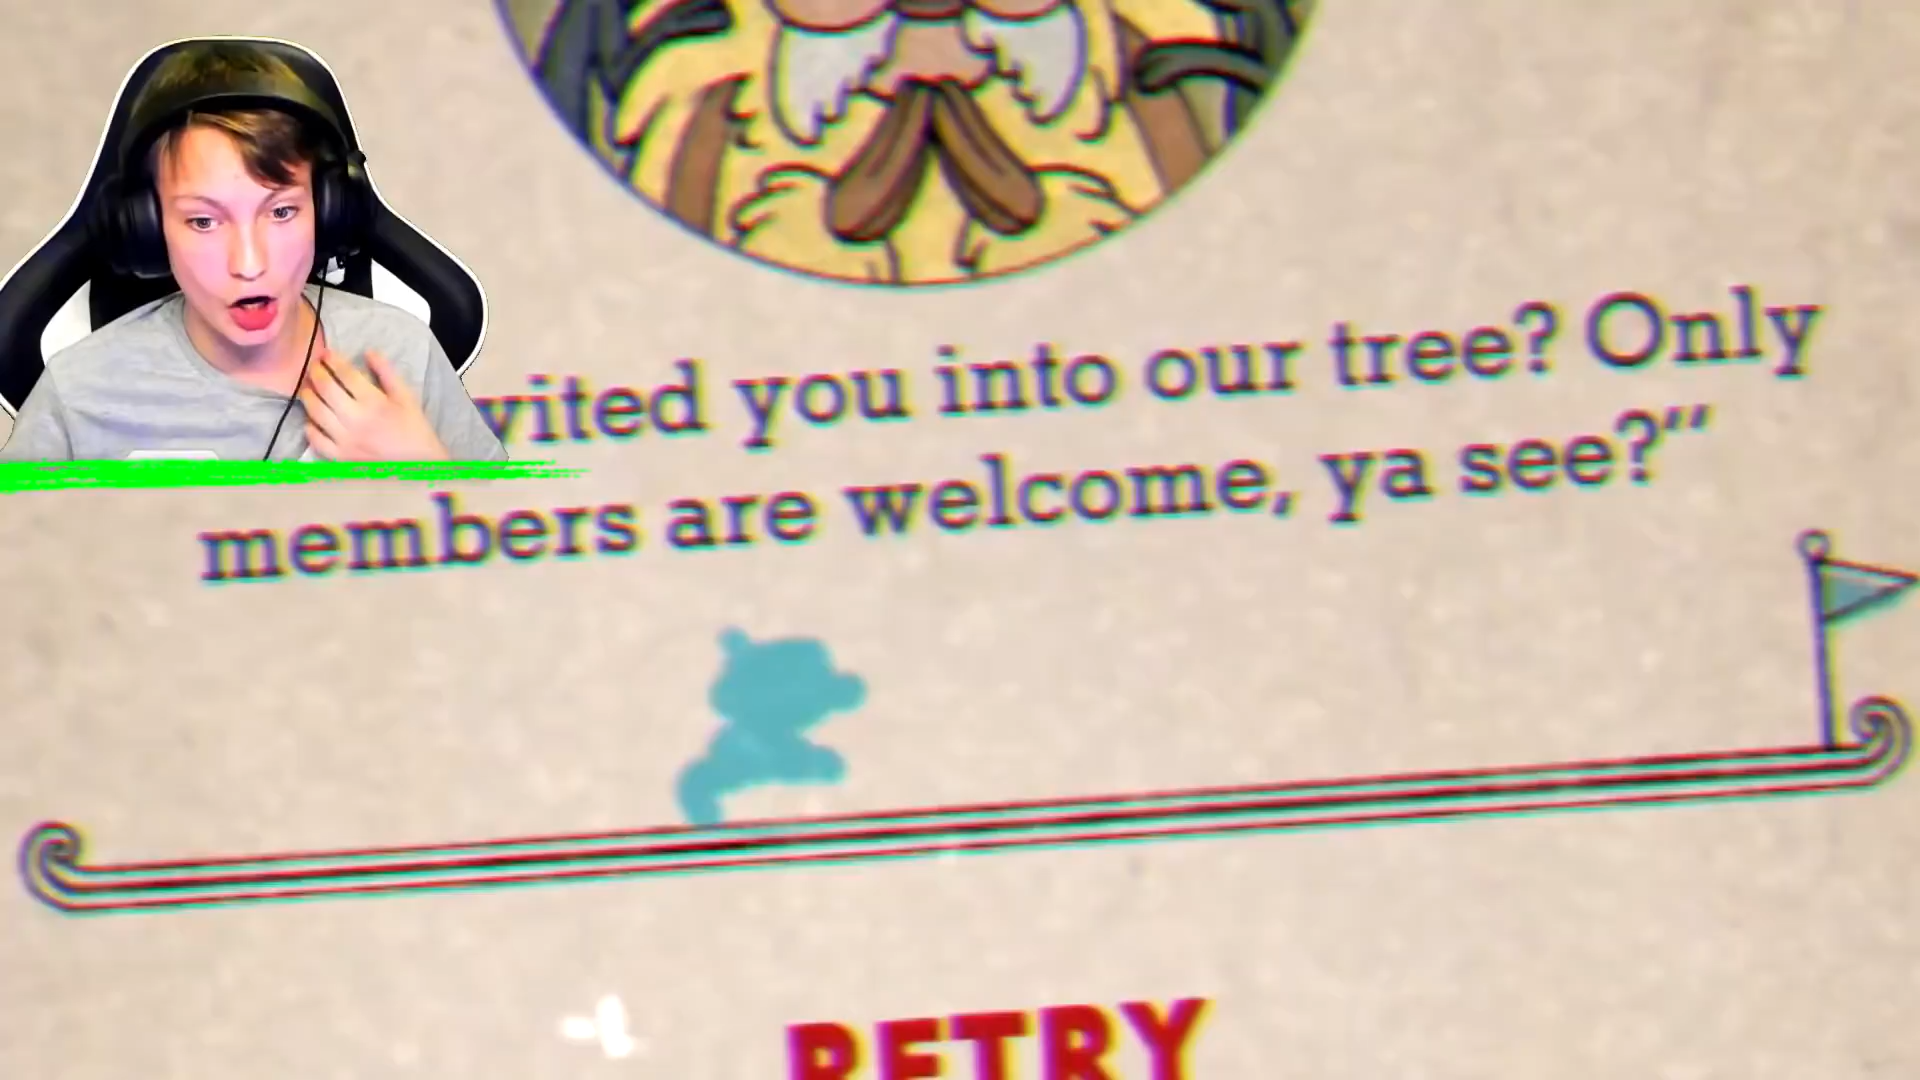 vited you into our tree? Only
members are welcome, ya see?”
RETRY